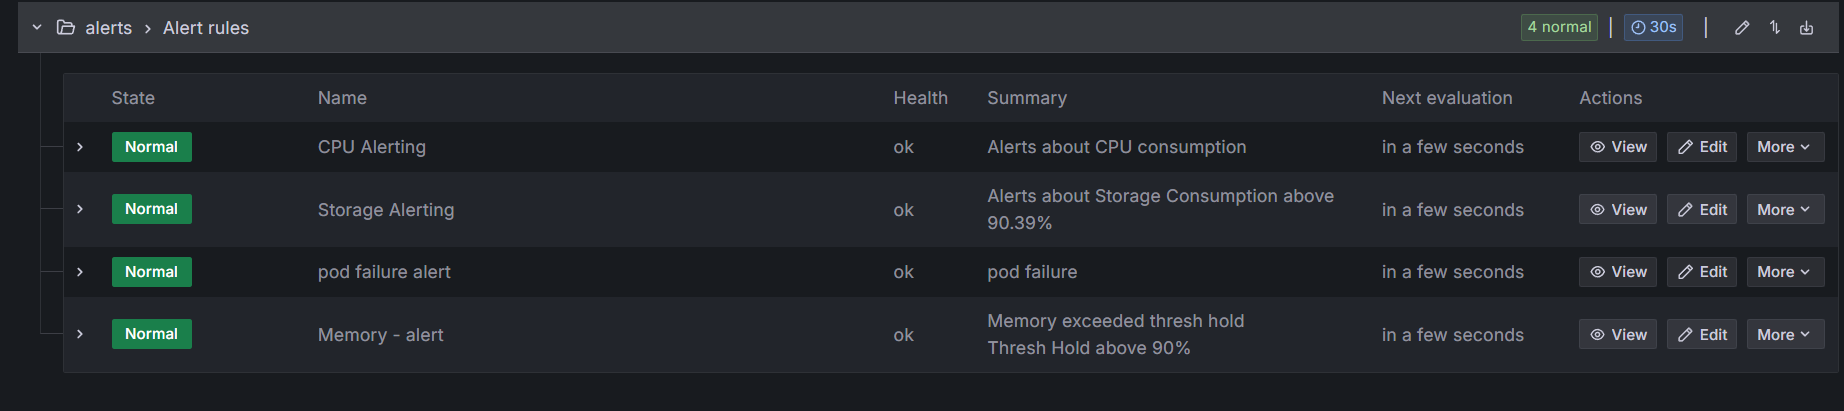 alerts > Alert rules 4 normal | 30s |
State Name Health Summary Next evaluation Actions
Normal CPU Alerting ok Alerts about CPU consumption in a few seconds View Edit More
Normal Storage Alerting ok Alerts about Storage Consumption above 90.39% in a few seconds View Edit More
Normal pod failure alert ok pod failure in a few seconds View Edit More
Normal Memory - alert ok Memory exceeded thresh hold
Thresh Hold above 90% in a few seconds View Edit More